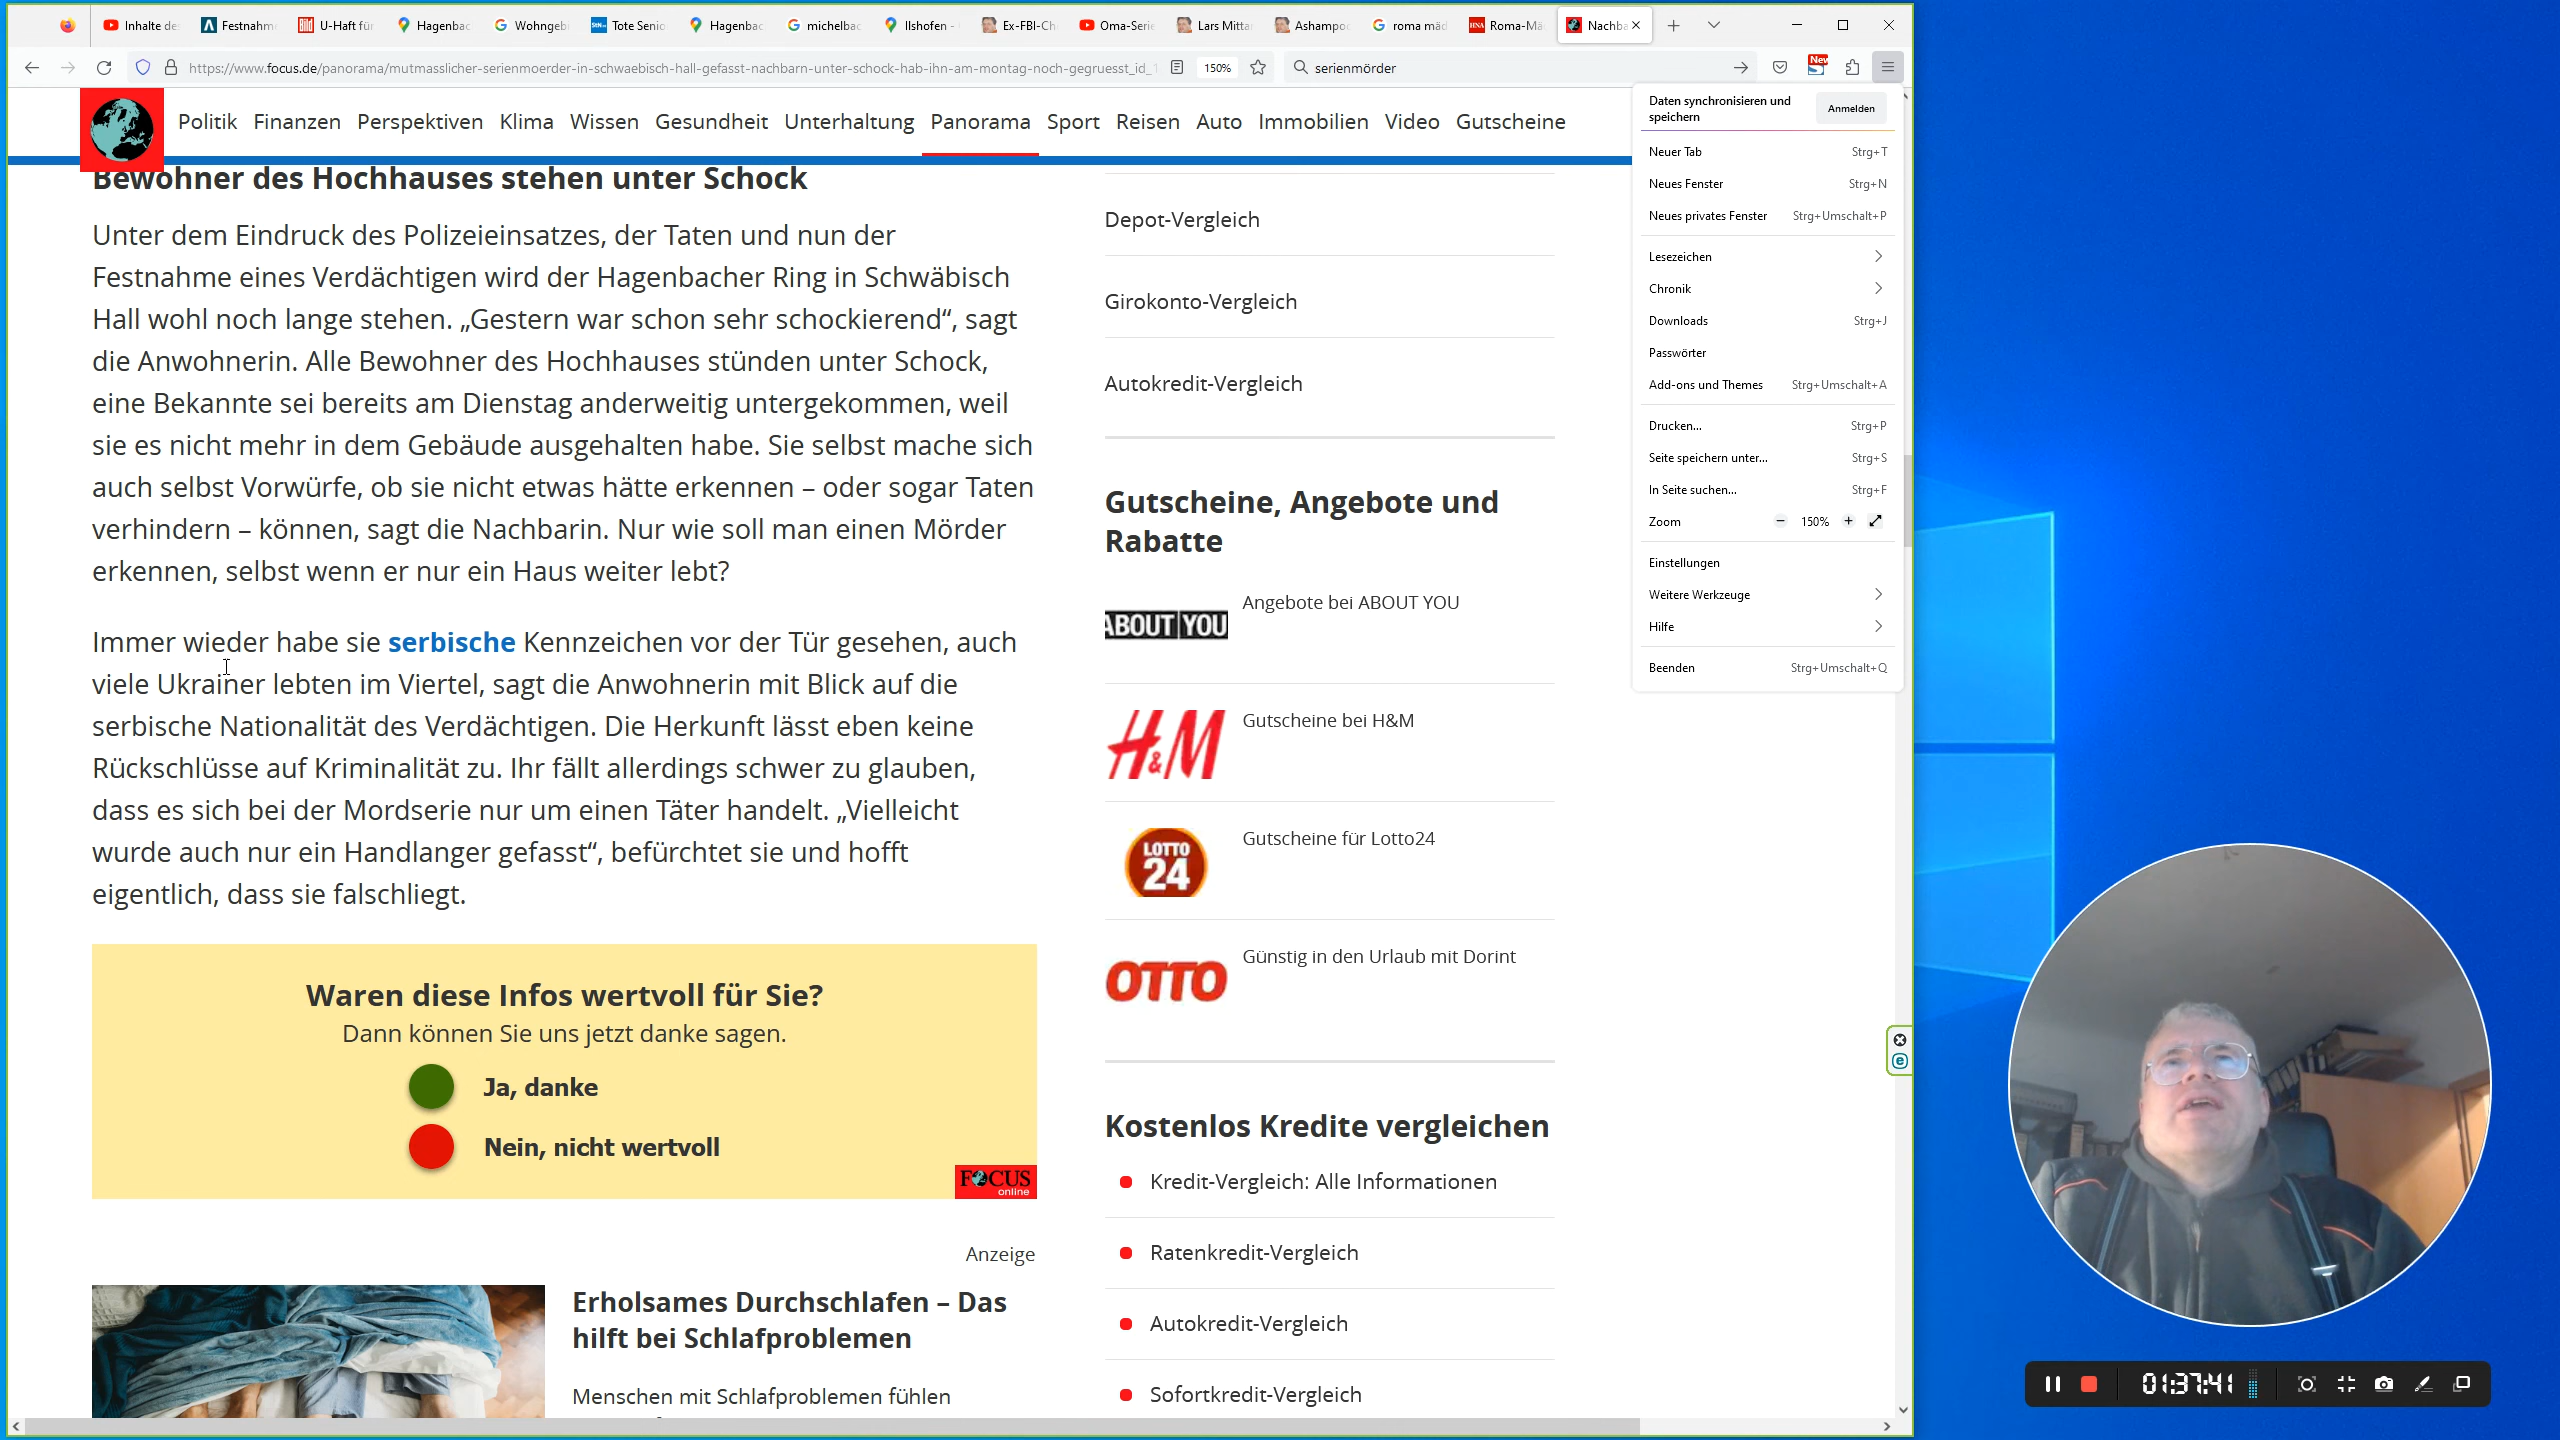 Inhalte de
Festnahm
U-Haft für
Hagenbac
Wohngeb
Tote Senio
Hagenbac
michelbac
Ilshofen -
Ex-FBI-Ch
Oma-Serie
Lars Mittar
Ashampoo
roma mäd
HNA Roma-Mä
Nachba
https://www.focus.de/panorama/mutmasslicher-serienmoerder-in-schwaebisch-hall-gefasst-nachbarn-unter-schock-hab-ihn-am-montag-noch-gegruesst_id_1
150%
serienmörder
New
Politik Finanzen Perspektiven Klima Wissen Gesundheit Unterhaltung Panorama Sport Reisen Auto Immobilien Video Gutscheine
Bewohner des Hochhauses stehen unter Schock
Unter dem Eindruck des Polizeieinsatzes, der Taten und nun der
Festnahme eines Verdächtigen wird der Hagenbacher Ring in Schwäbisch
Hall wohl noch lange stehen. „Gestern war schon sehr schockierend“, sagt
die Anwohnerin. Alle Bewohner des Hochhauses stünden unter Schock,
eine Bekannte sei bereits am Dienstag anderweitig untergekommen, weil
sie es nicht mehr in dem Gebäude ausgehalten habe. Sie selbst mache sich
auch selbst Vorwürfe, ob sie nicht etwas hätte erkennen – oder sogar Taten
verhindern – können, sagt die Nachbarin. Nur wie soll man einen Mörder
erkennen, selbst wenn er nur ein Haus weiter lebt?
Immer wieder habe sie serbische Kennzeichen vor der Tür gesehen, auch
viele Ukrainer lebten im Viertel, sagt die Anwohnerin mit Blick auf die
serbische Nationalität des Verdächtigen. Die Herkunft lässt eben keine
Rückschlüsse auf Kriminalität zu. Ihr fällt allerdings schwer zu glauben,
dass es sich bei der Mordserie nur um einen Täter handelt. „Vielleicht
wurde auch nur ein Handlanger gefasst“, befürchtet sie und hofft
eigentlich, dass sie falschliegt.
Waren diese Infos wertvoll für Sie?
Dann können Sie uns jetzt danke sagen.
Ja, danke
Nein, nicht wertvoll
FOCUS
online
Anzeige
Erholsames Durchschlafen – Das
hilft bei Schlafproblemen
Menschen mit Schlafproblemen fühlen
Depot-Vergleich
Girokonto-Vergleich
Autokredit-Vergleich
Gutscheine, Angebote und
Rabatte
ABOUT YOU
Angebote bei ABOUT YOU
H&M
Gutscheine bei H&M
LOTTO
24
Gutscheine für Lotto24
OTTO
Günstig in den Urlaub mit Dorint
Kostenlos Kredite vergleichen
Kredit-Vergleich: Alle Informationen
Ratenkredit-Vergleich
Autokredit-Vergleich
Sofortkredit-Vergleich
Daten synchronisieren und
speichern
Anmelden
Neuer Tab Strg+T
Neues Fenster Strg+N
Neues privates Fenster Strg+Umschalt+P
Lesezeichen
Chronik
Downloads Strg+J
Passwörter
Add-ons und Themes Strg+Umschalt+A
Drucken... Strg+P
Seite speichern unter... Strg+S
In Seite suchen... Strg+F
Zoom − 150% +
Einstellungen
Weitere Werkzeuge
Hilfe
Beenden Strg+Umschalt+Q
01:37:41